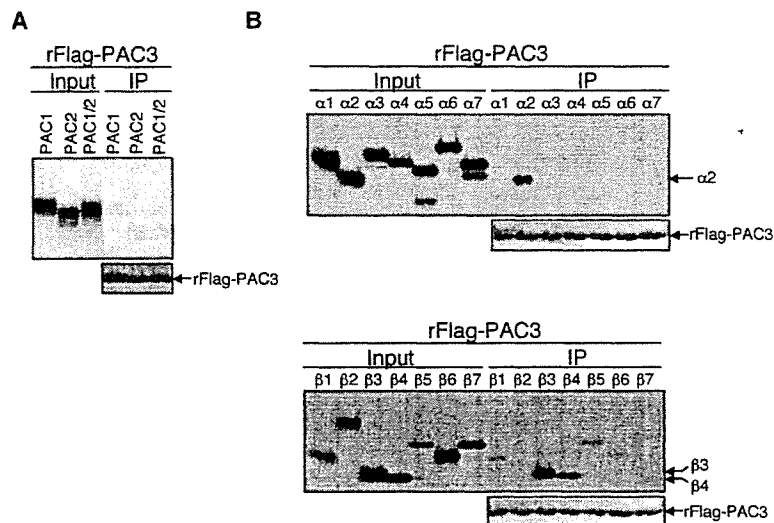 A
rFlag-PAC3
Input IP
PAC1 PAC2 PAC1/2 PAC1 PAC2 PAC1/2
rFlag-PAC3
B
rFlag-PAC3
Input IP
α1 α2 α3 α4 α5 α6 α7 α1 α2 α3 α4 α5 α6 α7
α2
rFlag-PAC3
rFlag-PAC3
Input IP
β1 β2 β3 β4 β5 β6 β7 β1 β2 β3 β4 β5 β6 β7
β3
β4
rFlag-PAC3